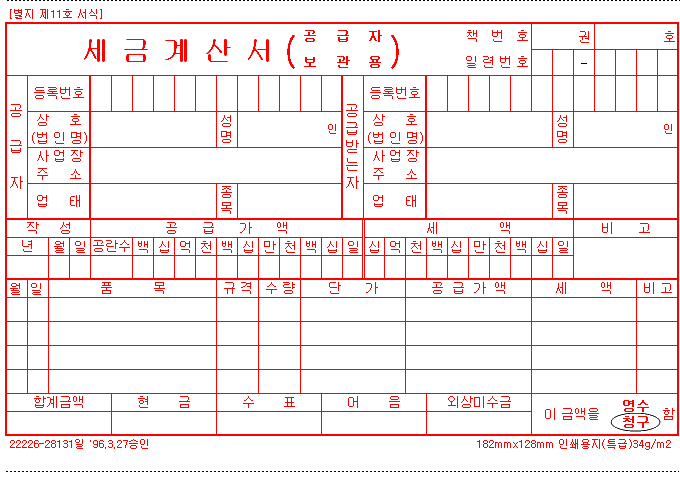 [별지 제11호 서식]
세금계산서(공급자 보관용)
책 번 호 권 호
일련번호 -
공급자 등록번호 공급받는자 등록번호
상 호 (법인명) 성명 인 상 호 (법인명) 성명 인
사업장 주 소 사업장 주 소
업 태 종목 업 태 종목
작 성 공 급 가 액 세 액 비 고
년 월 일 공란수 백 십 억 천 백 십 만 천 백 십 일 십 억 천 백 십 만 천 백 십 일
월 일 품 목 규격 수량 단 가 공 급 가 액 세 액 비고
합계금액 현 금 수 표 어 음 외상미수금
이 금액을 영수 청구 함
22226-28131일 '96,3,27승인 182mmx128mm 인쇄용지(특급)34g/m2